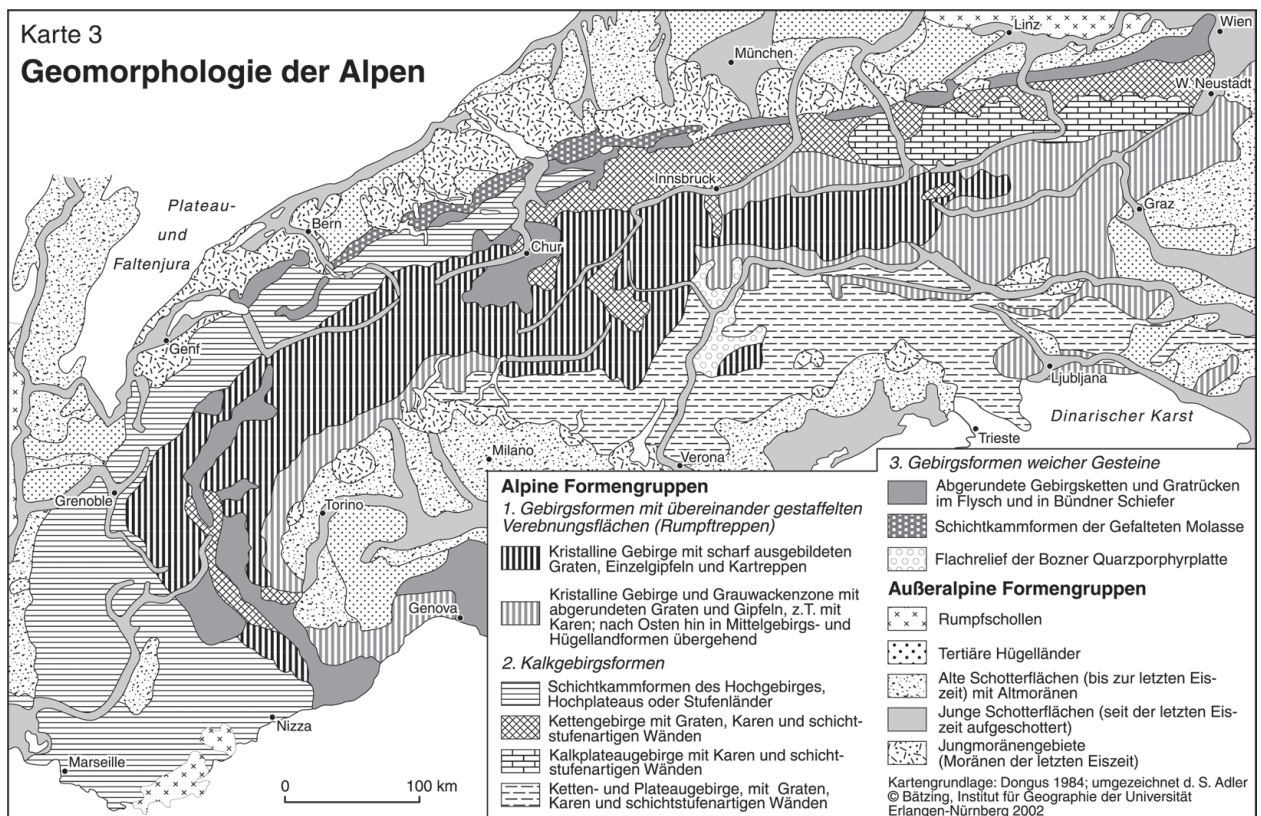 Karte 3
Geomorphologie der Alpen
Wien
Linz
München
W. Neustadt
Innsbruck
Plateau-
und
Faltenjura
Bern
Graz
Chur
Genf
Ljubljana
Dinarischer Karst
Trieste
Milano
Verona
Grenoble
Torino
Genova
Nizza
Marseille
0 100 km
Alpine Formengruppen
1. Gebirgsformen mit übereinander gestaffelten
Verebnungsflächen (Rumpftreppen)
Kristalline Gebirge mit scharf ausgebildeten
Graten, Einzelgipfeln und Kartreppen
Kristalline Gebirge und Grauwackenzone mit
abgerundeten Graten und Gipfeln, z.T. mit
Karen; nach Osten hin in Mittelgebirgs- und
Hügellandformen übergehend
2. Kalkgebirgsformen
Schichtkammformen des Hochgebirges,
Hochplateaus oder Stufenländer
Kettengebirge mit Graten, Karen und schicht-
stufenartigen Wänden
Kalkplateaugebirge mit Karen und schicht-
stufenartigen Wänden
Ketten- und Plateaugebirge, mit Graten,
Karen und schichtstufenartigen Wänden
3. Gebirgsformen weicher Gesteine
Abgerundete Gebirgsketten und Gratrücken
im Flysch und in Bündner Schiefer
Schichtkammformen der Gefalteten Molasse
Flachrelief der Bozner Quarzporphyrplatte
Außeralpine Formengruppen
Rumpfschollen
Tertiäre Hügelländer
Alte Schotterflächen (bis zur letzten Eis-
zeit) mit Altmoränen
Junge Schotterflächen (seit der letzten Eis-
zeit aufgeschottert)
Jungmoränengebiete
(Moränen der letzten Eiszeit)
Kartengrundlage: Dongus 1984; umgezeichnet d. S. Adler
© Bätzing, Institut für Geographie der Universität
Erlangen-Nürnberg 2002